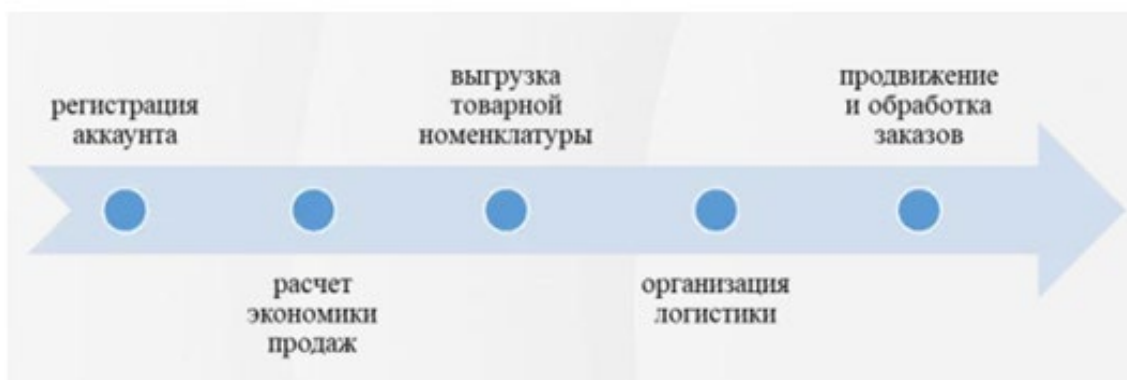 регистрация
аккаунта
расчет
экономики
продаж
выгрузка
товарной
номенклатуры
организация
логистики
продвижение
и обработка
заказов